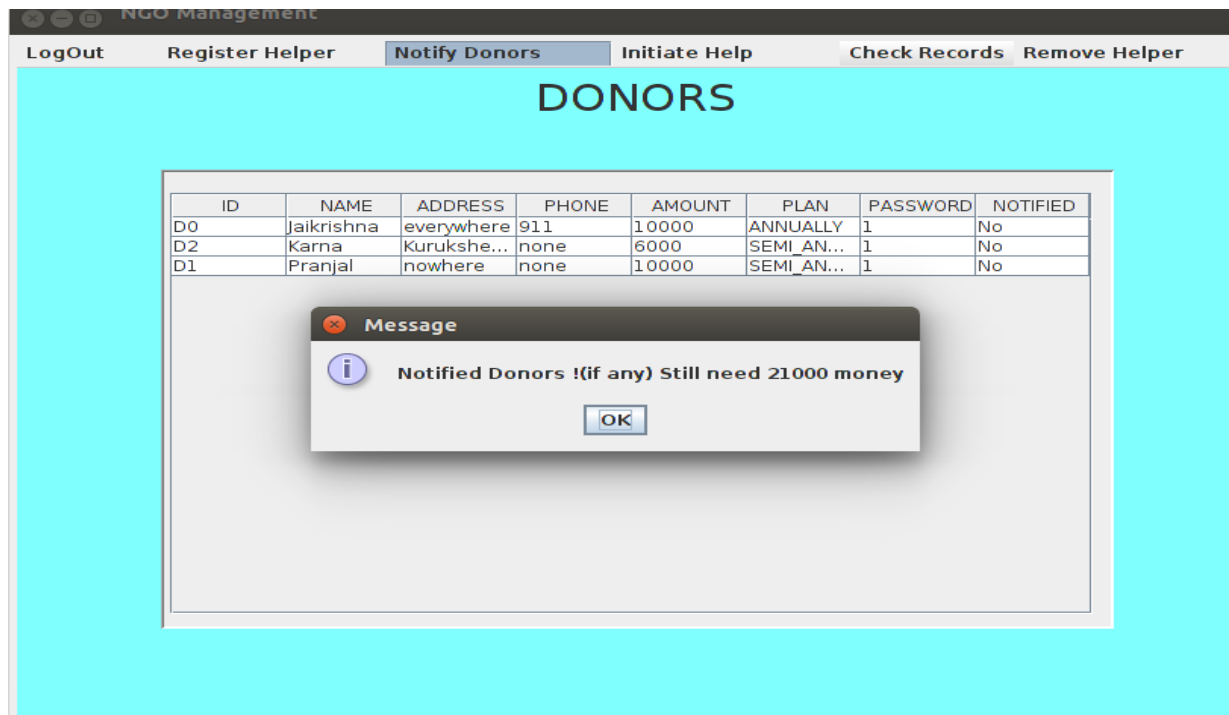 NGO Management
LogOut Register Helper Notify Donors Initiate Help Check Records Remove Helper
DONORS
ID NAME ADDRESS PHONE AMOUNT PLAN PASSWORD NOTIFIED
D0 Jaikrishna everywhere 911 10000 ANNUALLY 1 No
D2 Karna Kurukshe... none 6000 SEMI_AN... 1 No
D1 Pranjal nowhere none 10000 SEMI_AN... 1 No
Message
Notified Donors !(if any) Still need 21000 money
OK